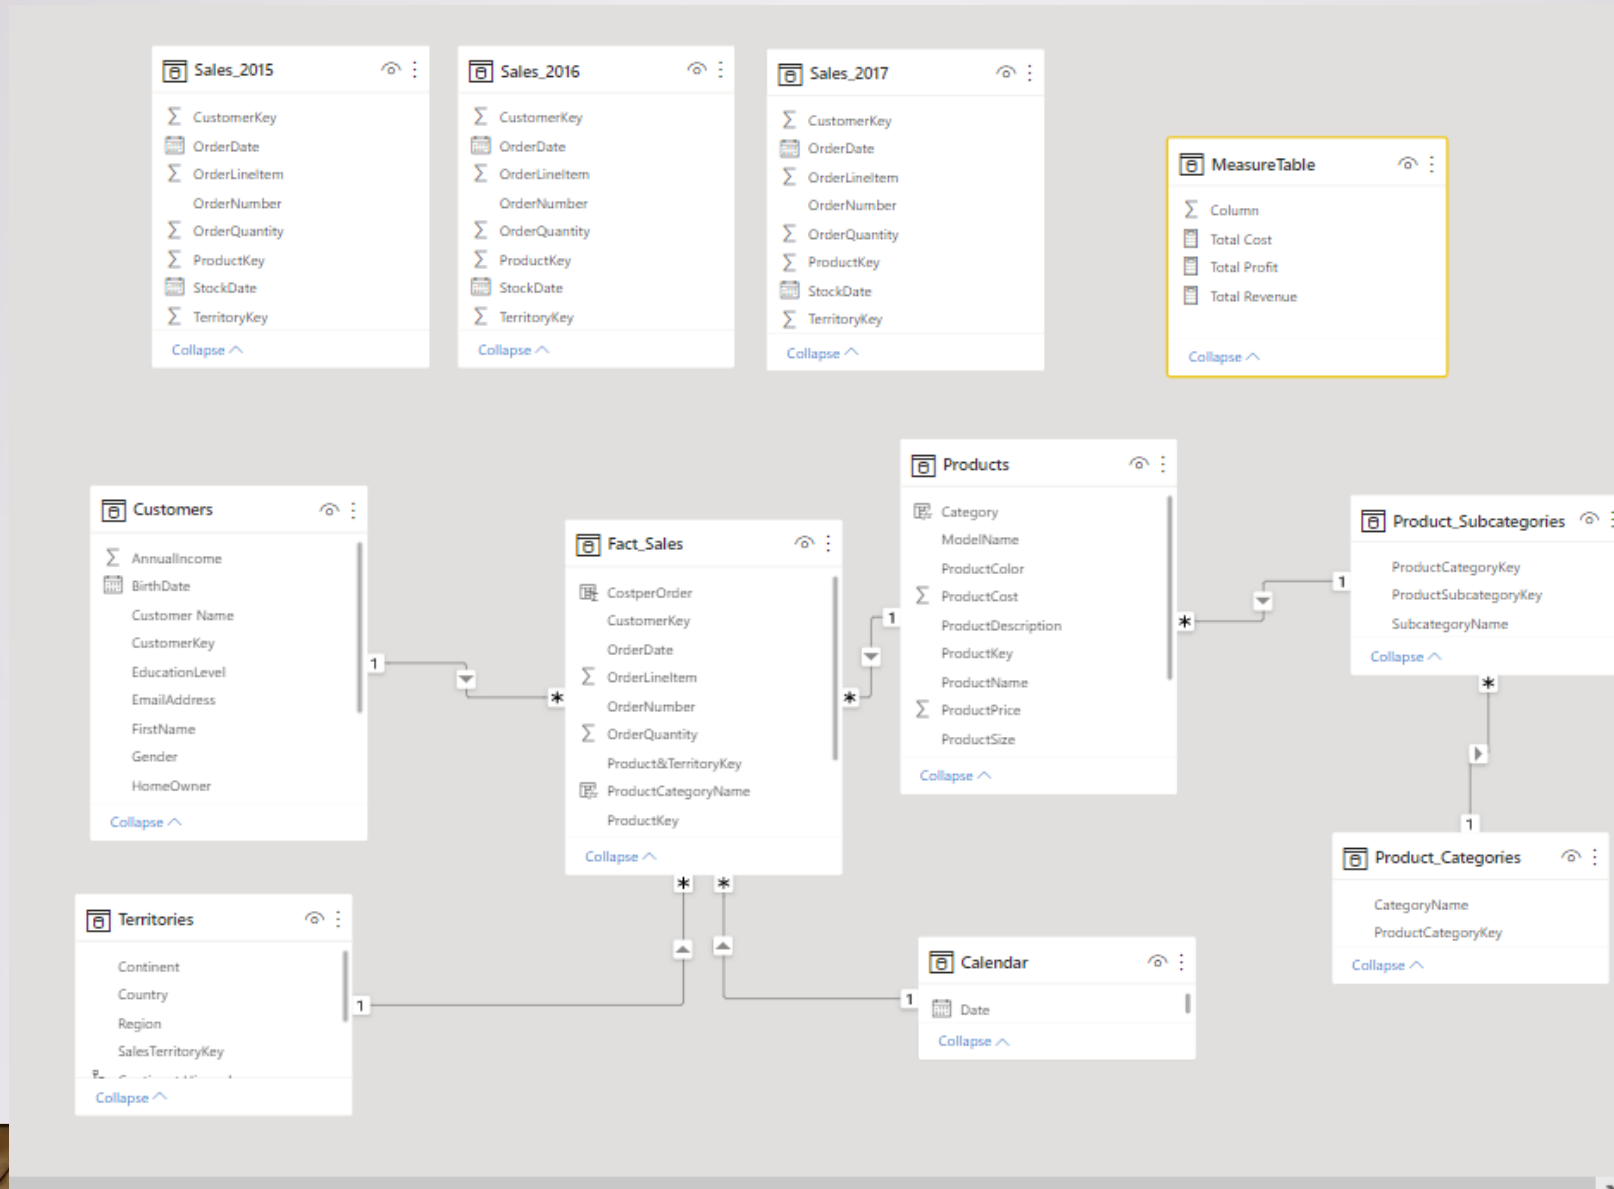 Sales_2015
CustomerKey
OrderDate
OrderLineItem
OrderNumber
OrderQuantity
ProductKey
StockDate
TerritoryKey
Collapse
Sales_2016
CustomerKey
OrderDate
OrderLineItem
OrderNumber
OrderQuantity
ProductKey
StockDate
TerritoryKey
Collapse
Sales_2017
CustomerKey
OrderDate
OrderLineItem
OrderNumber
OrderQuantity
ProductKey
StockDate
TerritoryKey
Collapse
MeasureTable
Column
Total Cost
Total Profit
Total Revenue
Collapse
Customers
AnnualIncome
BirthDate
Customer Name
CustomerKey
EducationLevel
EmailAddress
FirstName
Gender
HomeOwner
Collapse
1
*
Fact_Sales
CostperOrder
CustomerKey
OrderDate
OrderLineItem
OrderNumber
OrderQuantity
Product&TerritoryKey
ProductCategoryName
ProductKey
Collapse
1
*
Products
Category
ModelName
ProductColor
ProductCost
ProductDescription
ProductKey
ProductName
ProductPrice
ProductSize
Collapse
*
1
Product_Subcategories
ProductCategoryKey
ProductSubcategoryKey
SubcategoryName
Collapse
*
1
Product_Categories
CategoryName
ProductCategoryKey
Collapse
* *
Territories
Continent
Country
Region
SalesTerritoryKey
Collapse
1
1
Calendar
Date
Collapse